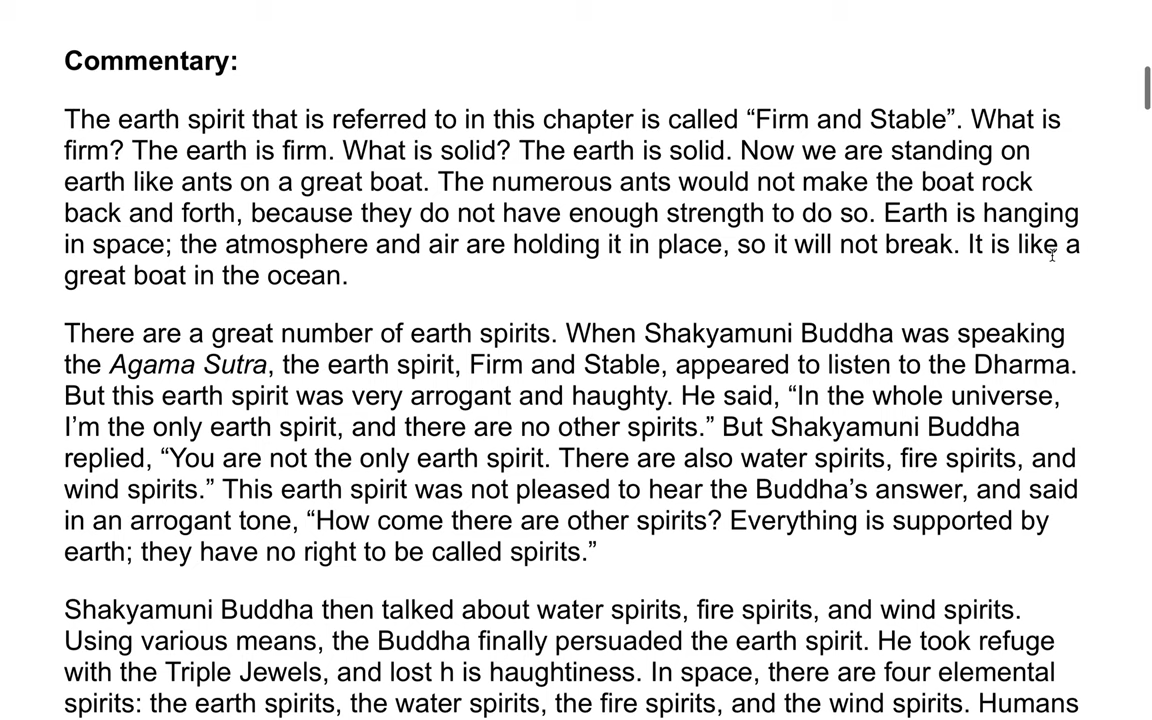 Commentary:
The earth spirit that is referred to in this chapter is called “Firm and Stable”. What is
firm? The earth is firm. What is solid? The earth is solid. Now we are standing on
earth like ants on a great boat. The numerous ants would not make the boat rock
back and forth, because they do not have enough strength to do so. Earth is hanging
in space; the atmosphere and air are holding it in place, so it will not break. It is like a
great boat in the ocean.
There are a great number of earth spirits. When Shakyamuni Buddha was speaking
the Agama Sutra, the earth spirit, Firm and Stable, appeared to listen to the Dharma.
But this earth spirit was very arrogant and haughty. He said, “In the whole universe,
I’m the only earth spirit, and there are no other spirits.” But Shakyamuni Buddha
replied, “You are not the only earth spirit. There are also water spirits, fire spirits, and
wind spirits.” This earth spirit was not pleased to hear the Buddha’s answer, and said
in an arrogant tone, “How come there are other spirits? Everything is supported by
earth; they have no right to be called spirits.”
Shakyamuni Buddha then talked about water spirits, fire spirits, and wind spirits.
Using various means, the Buddha finally persuaded the earth spirit. He took refuge
with the Triple Jewels, and lost h is haughtiness. In space, there are four elemental
spirits: the earth spirits, the water spirits, the fire spirits, and the wind spirits. Humans